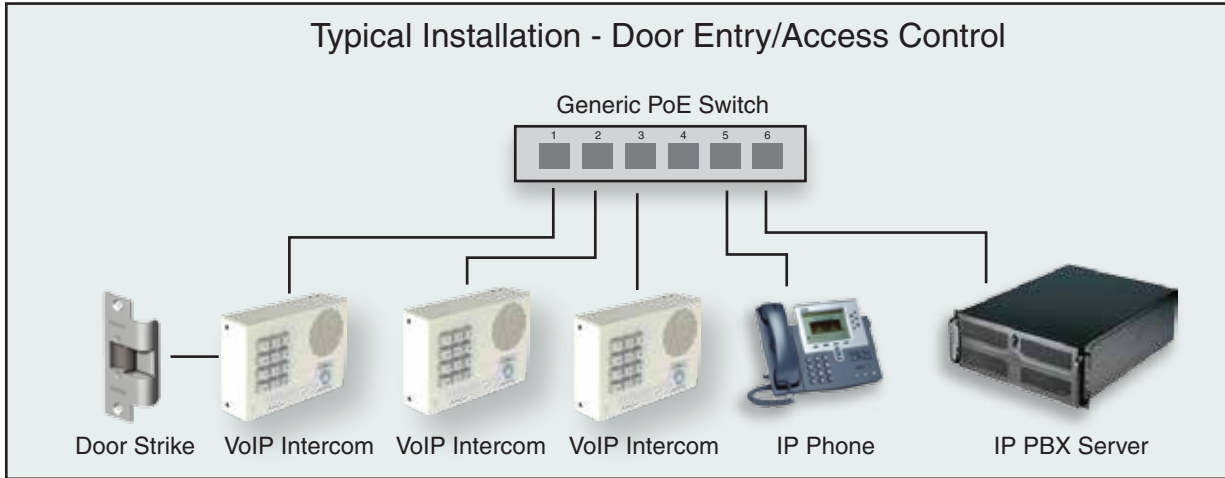 Typical Installation - Door Entry/Access Control
Generic PoE Switch
1 2 3 4 5 6
Door Strike
VoIP Intercom
VoIP Intercom
VoIP Intercom
IP Phone
IP PBX Server